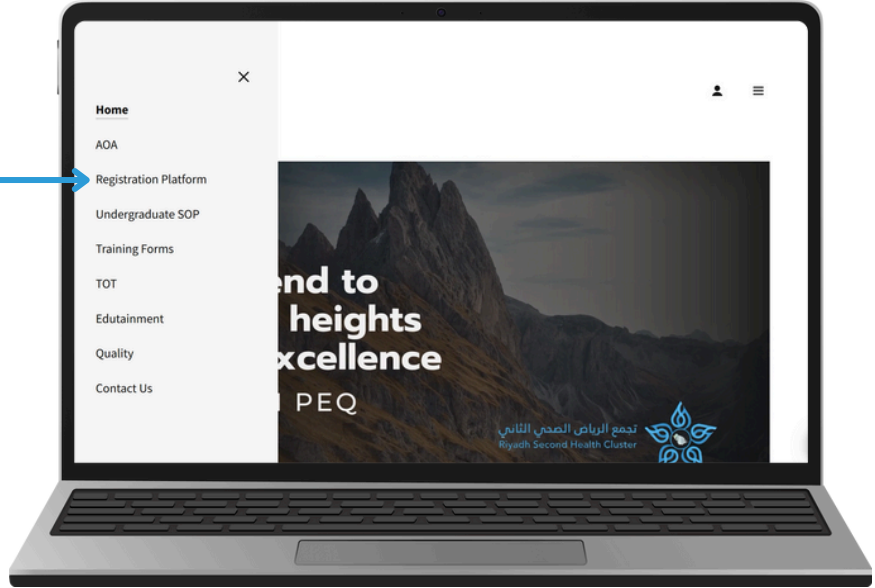 Home
AOA
Registration Platform
Undergraduate SOP
Training Forms
TOT
Edutainment
Quality
Contact Us
end to
heights
xcellence
PEQ
تجمع الرياض الصحي الثاني
Riyadh Second Health Cluster